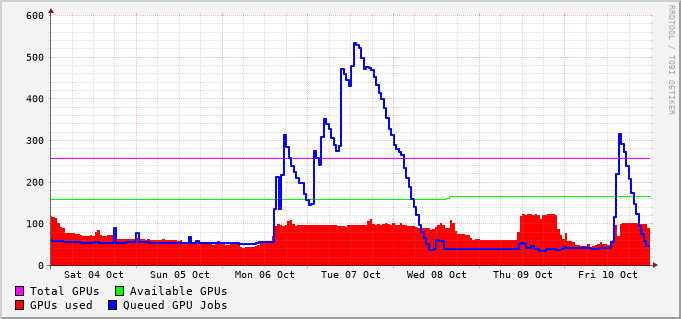 600
500
400
300
200
100
0
Sat 04 Oct Sun 05 Oct Mon 06 Oct Tue 07 Oct Wed 08 Oct Thu 09 Oct Fri 10 Oct
Total GPUs Available GPUs
GPUs used Queued GPU Jobs
RRDTOOL / TOBI OETIKER